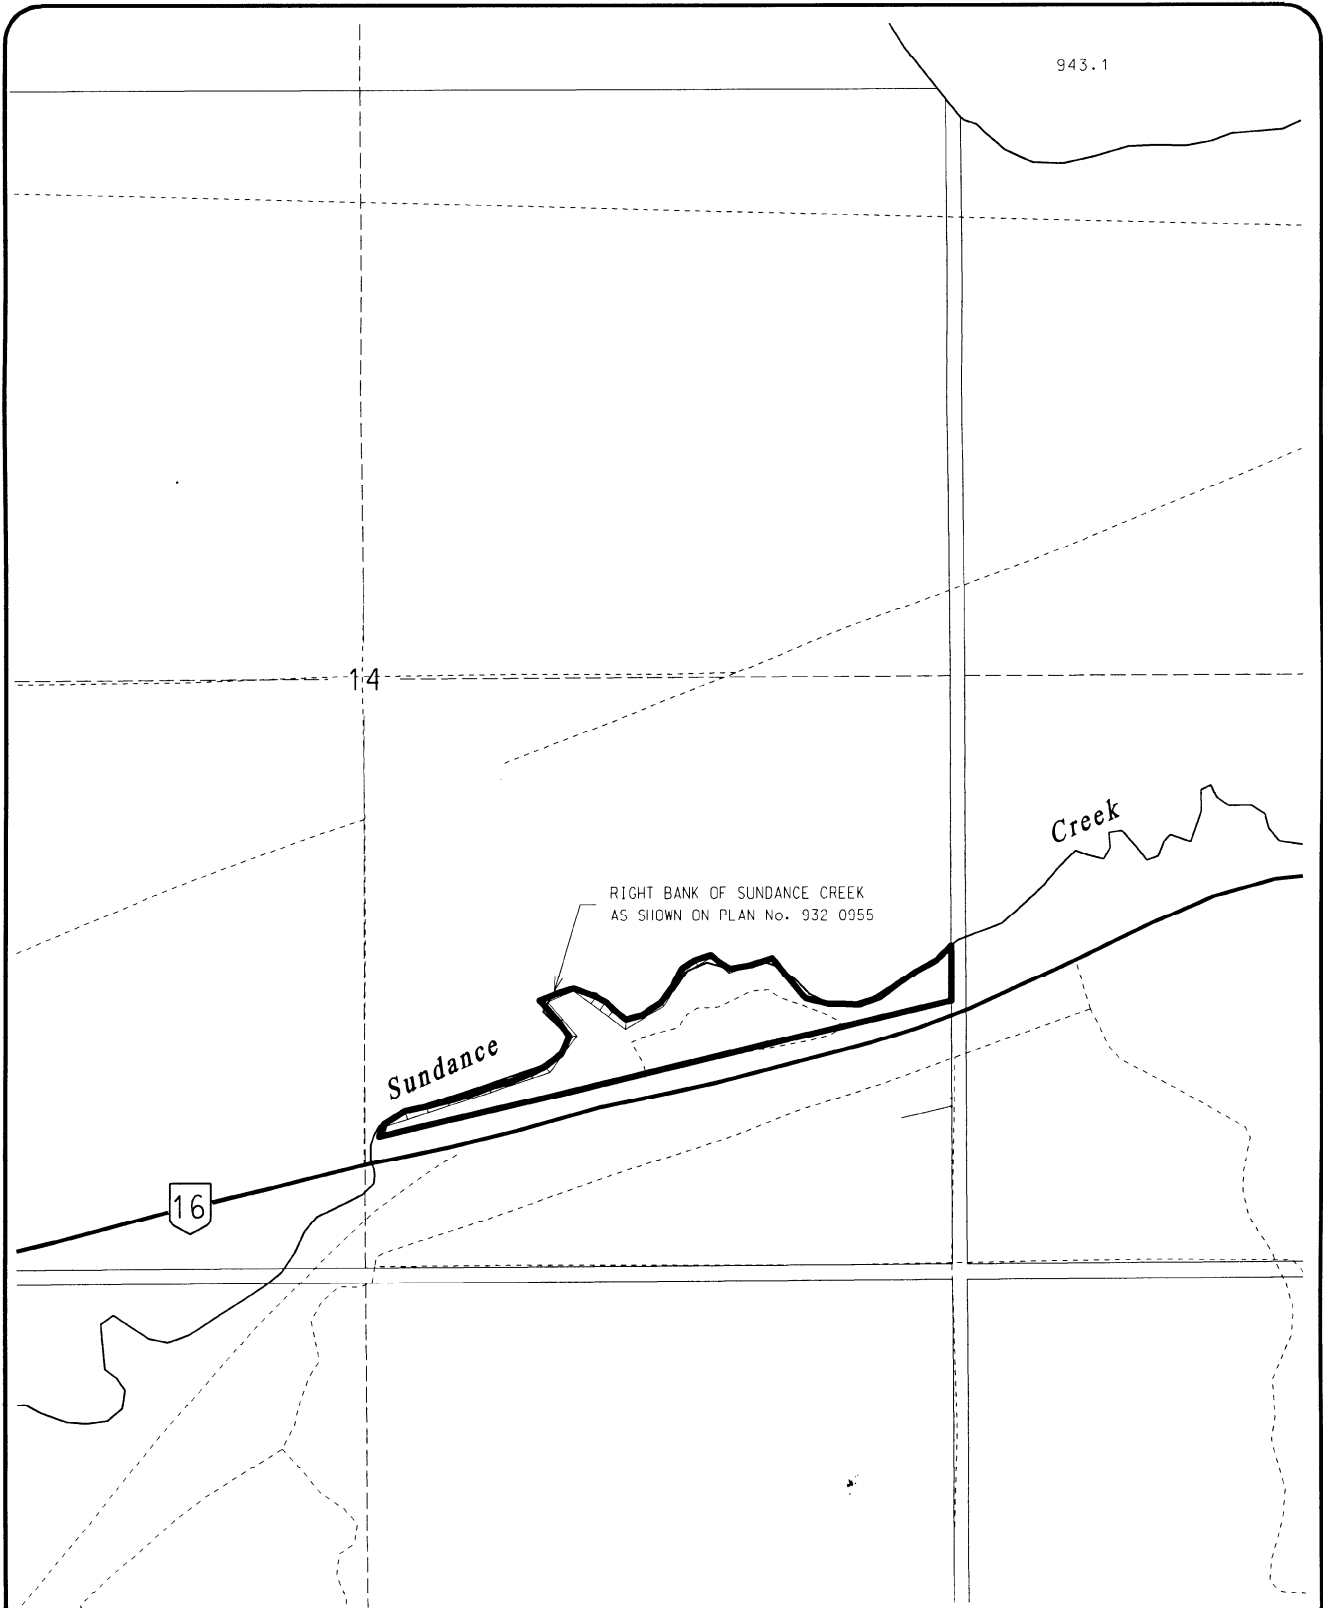 943.1
14
Creek
RIGHT BANK OF SUNDANCE CREEK
AS SHOWN ON PLAN No. 932 0955
Sundance
16